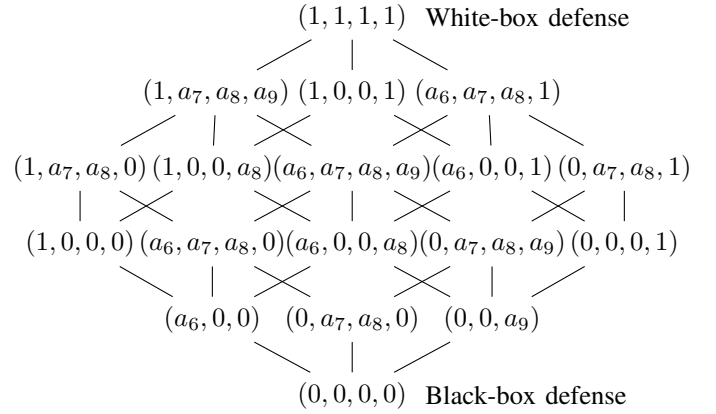 (1, 1, 1, 1) White-box defense
(1, a₇, a₈, a₉) (1, 0, 0, 1) (a₆, a₇, a₈, 1)
(1, a₇, a₈, 0) (1, 0, 0, a₈) (a₆, a₇, a₈, a₉) (a₆, 0, 0, 1) (0, a₇, a₈, 1)
(1, 0, 0, 0) (a₆, a₇, a₈, 0) (a₆, 0, 0, a₈) (0, a₇, a₈, a₉) (0, 0, 0, 1)
(a₆, 0, 0) (0, a₇, a₈, 0) (0, 0, a₉)
(0, 0, 0, 0) Black-box defense